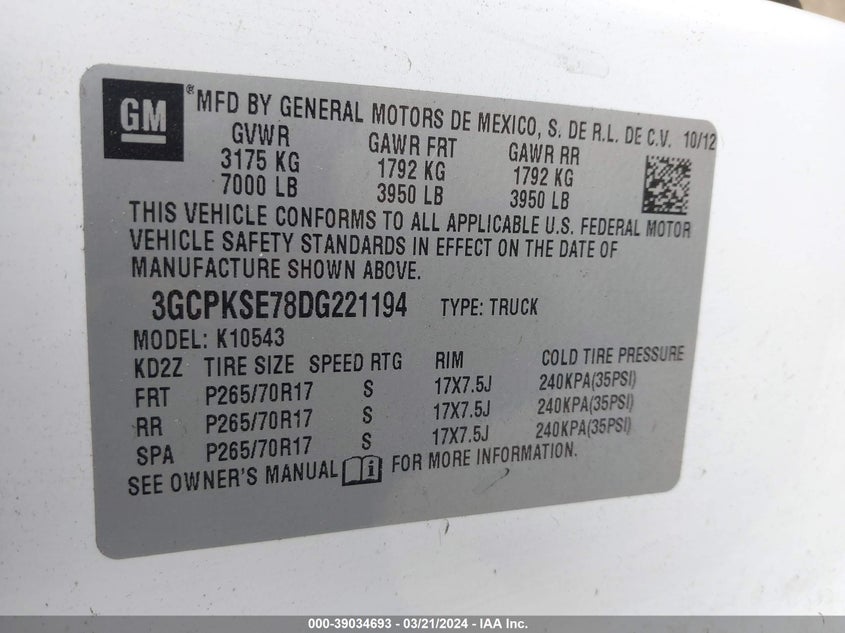 GM ® MFD BY GENERAL MOTORS DE MEXICO, S. DE R.L. DE C.V. 10/12
GVWR GAWR FRT GAWR RR
3175 KG 1792 KG 1792 KG
7000 LB 3950 LB 3950 LB
THIS VEHICLE CONFORMS TO ALL APPLICABLE U.S. FEDERAL MOTOR
VEHICLE SAFETY STANDARDS IN EFFECT ON THE DATE OF
MANUFACTURE SHOWN ABOVE.
3GCPKSE78DG221194 TYPE: TRUCK
MODEL: K10543
KD2Z TIRE SIZE SPEED RTG RIM COLD TIRE PRESSURE
FRT P265/70R17 S 17X7.5J 240KPA(35PSI)
RR P265/70R17 S 17X7.5J 240KPA(35PSI)
SPA P265/70R17 S 17X7.5J 240KPA(35PSI)
SEE OWNER'S MANUAL i FOR MORE INFORMATION.
000-39034693 / 03/21/2024 - IAA Inc.